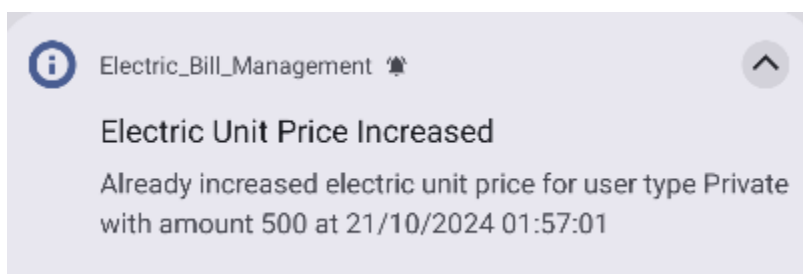 Electric_Bill_Management
Electric Unit Price Increased
Already increased electric unit price for user type Private
with amount 500 at 21/10/2024 01:57:01